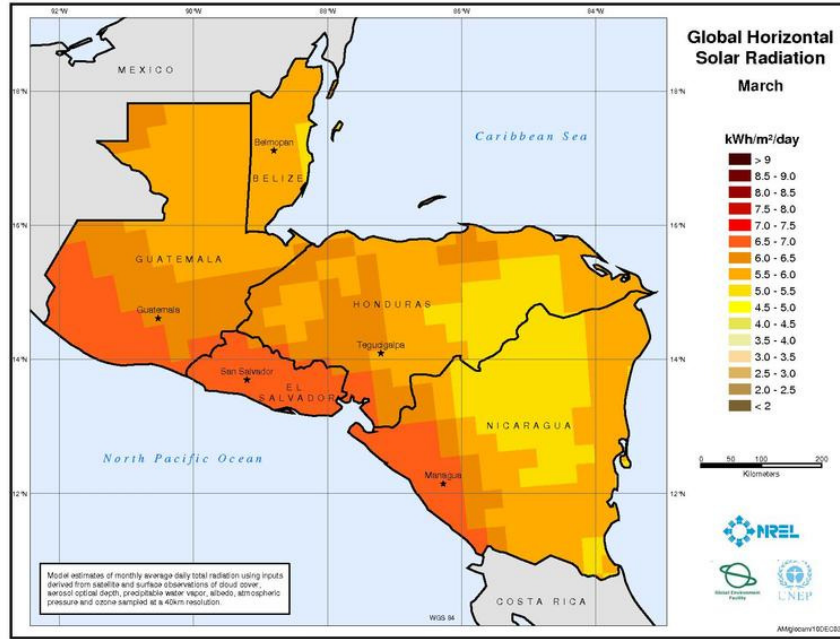 92°W 90°W 88°W 86°W 84°W
Global Horizontal
Solar Radiation
March
MEXICO
18°N 18°N
Caribbean Sea
Belmopan
BELIZE
kWh/m²/day
> 9
8.5 - 9.0
8.0 - 8.5
7.5 - 8.0
7.0 - 7.5
6.5 - 7.0
6.0 - 6.5
5.5 - 6.0
5.0 - 5.5
4.5 - 5.0
4.0 - 4.5
3.5 - 4.0
3.0 - 3.5
2.5 - 3.0
2.0 - 2.5
< 2
16°N 16°N
GUATEMALA
Guatemala
HONDURAS
Tegucigalpa
14°N 14°N
San Salvador
EL
SALVADOR
NICARAGUA
North Pacific Ocean
Managua
12°N 12°N
0 50 100 200
Kilometers
NREL
Global Environment
Facility
UNEP
Model estimates of monthly average daily total radiation using inputs
derived from satellite and surface observations of cloud cover,
aerosol optical depth, precipitable water vapor, albedo, atmospheric
pressure and ozone sampled at a 40km resolution.
WGS 84
COSTA RICA